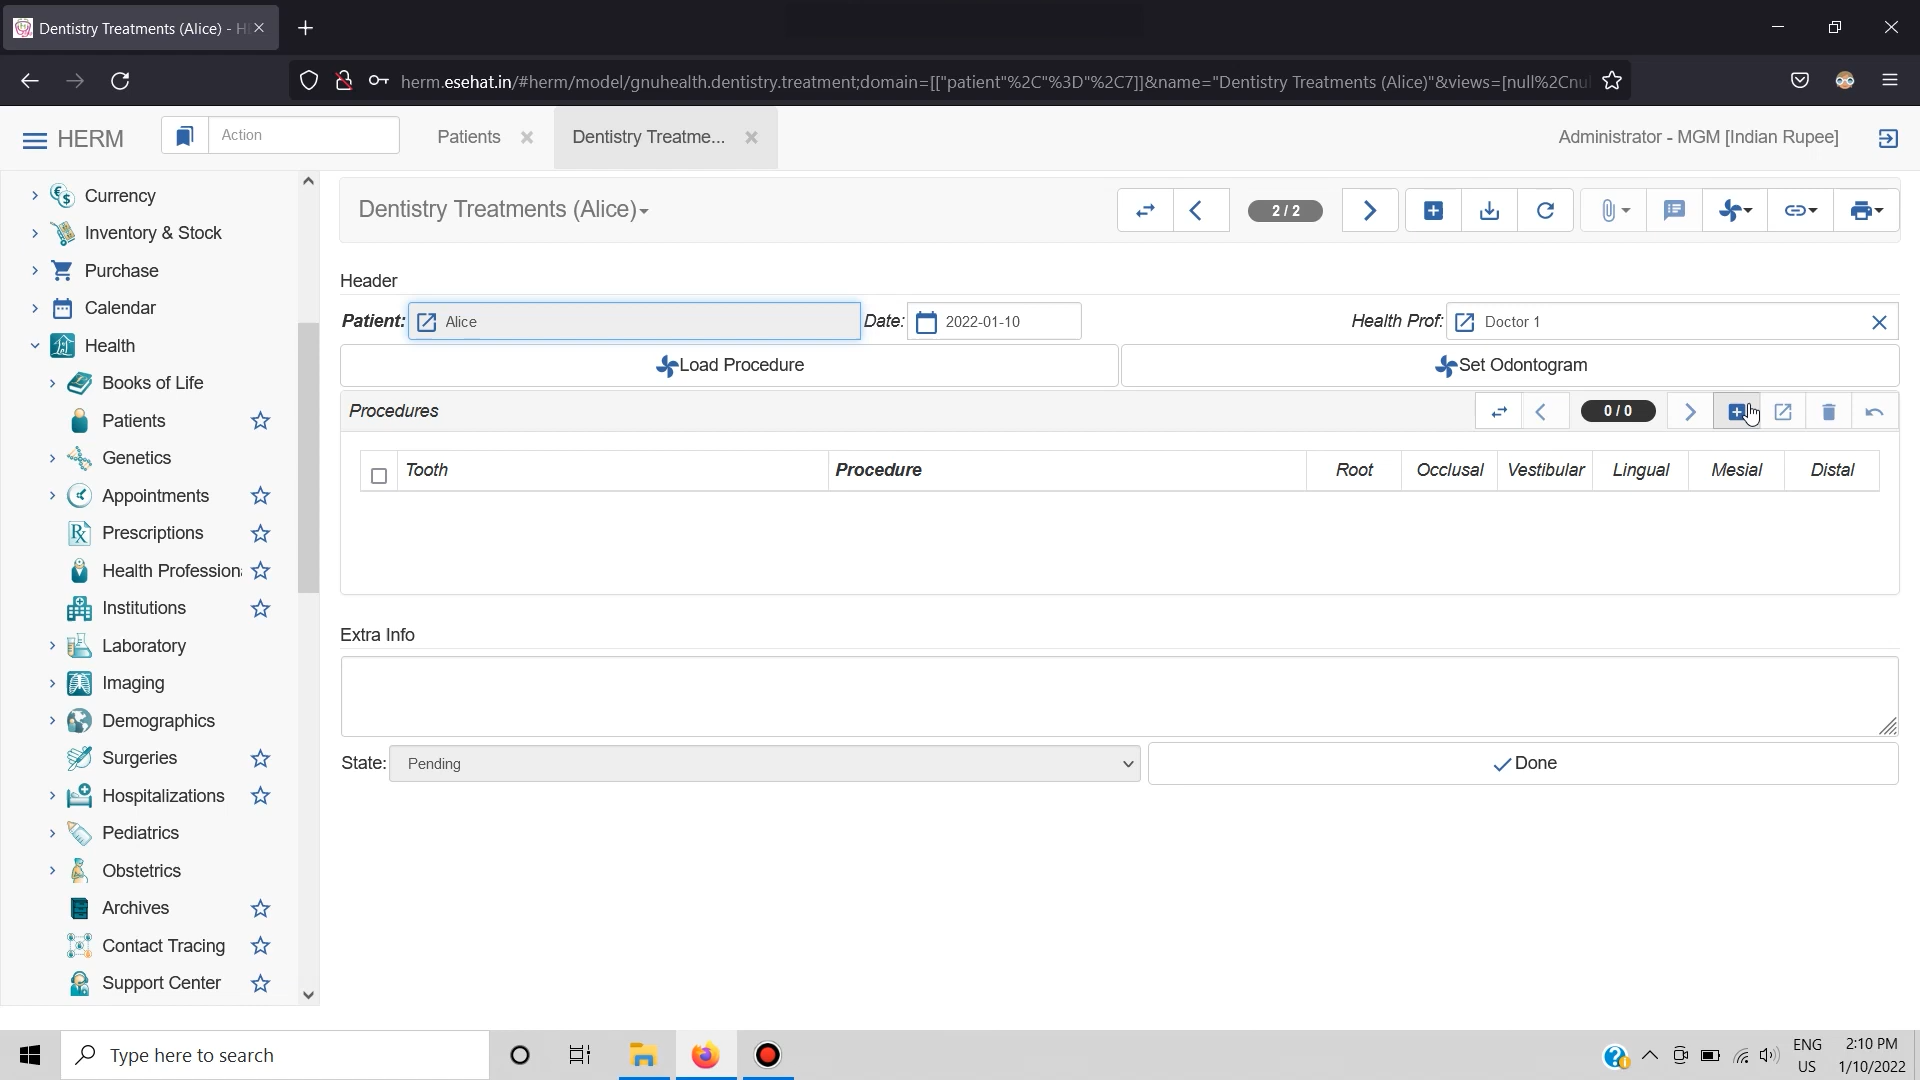 Dentistry Treatments (Alice) - H
herm.esehat.in/#herm/model/gnuhealth.dentistry.treatment;domain=[["patient"%2C"%3D"%2C7]]&name="Dentistry Treatments (Alice)"&views=[null%2Cnu
HERM
Action
Patients
Dentistry Treatme...
Administrator - MGM [Indian Rupee]
Currency
Inventory & Stock
Purchase
Calendar
Health
Books of Life
Patients
Genetics
Appointments
Prescriptions
Health Profession
Institutions
Laboratory
Imaging
Demographics
Surgeries
Hospitalizations
Pediatrics
Obstetrics
Archives
Contact Tracing
Support Center
Dentistry Treatments (Alice)
2 / 2
Header
Patient: Alice Date: 2022-01-10 Health Prof: Doctor 1
Load Procedure Set Odontogram
Procedures 0 / 0
Tooth Procedure Root Occlusal Vestibular Lingual Mesial Distal
Extra Info
State: Pending Done
Type here to search
ENG
US
2:10 PM
1/10/2022